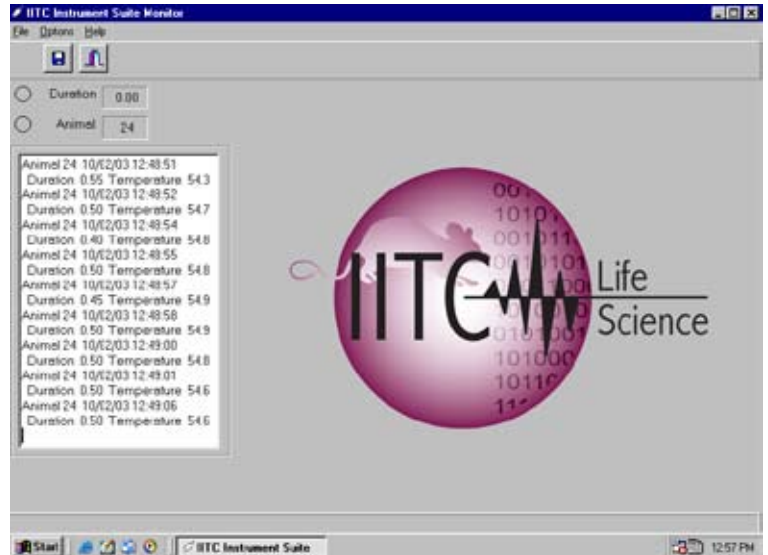 IITC Instrument Suite Monitor
File Options Help
Duration 0.00
Animal 24
Animal 24 10/02/03 12:48:51
Duration 0.55 Temperature 54.3
Animal 24 10/02/03 12:48:52
Duration 0.50 Temperature 54.7
Animal 24 10/02/03 12:48:54
Duration 0.40 Temperature 54.8
Animal 24 10/02/03 12:48:55
Duration 0.50 Temperature 54.8
Animal 24 10/02/03 12:48:57
Duration 0.45 Temperature 54.9
Animal 24 10/02/03 12:48:58
Duration 0.50 Temperature 54.9
Animal 24 10/02/03 12:49:00
Duration 0.50 Temperature 54.8
Animal 24 10/02/03 12:49:01
Duration 0.50 Temperature 54.6
Animal 24 10/02/03 12:49:06
Duration 0.50 Temperature 54.6
IITC Life
Science
Start IITC Instrument Suite 12:57 PM